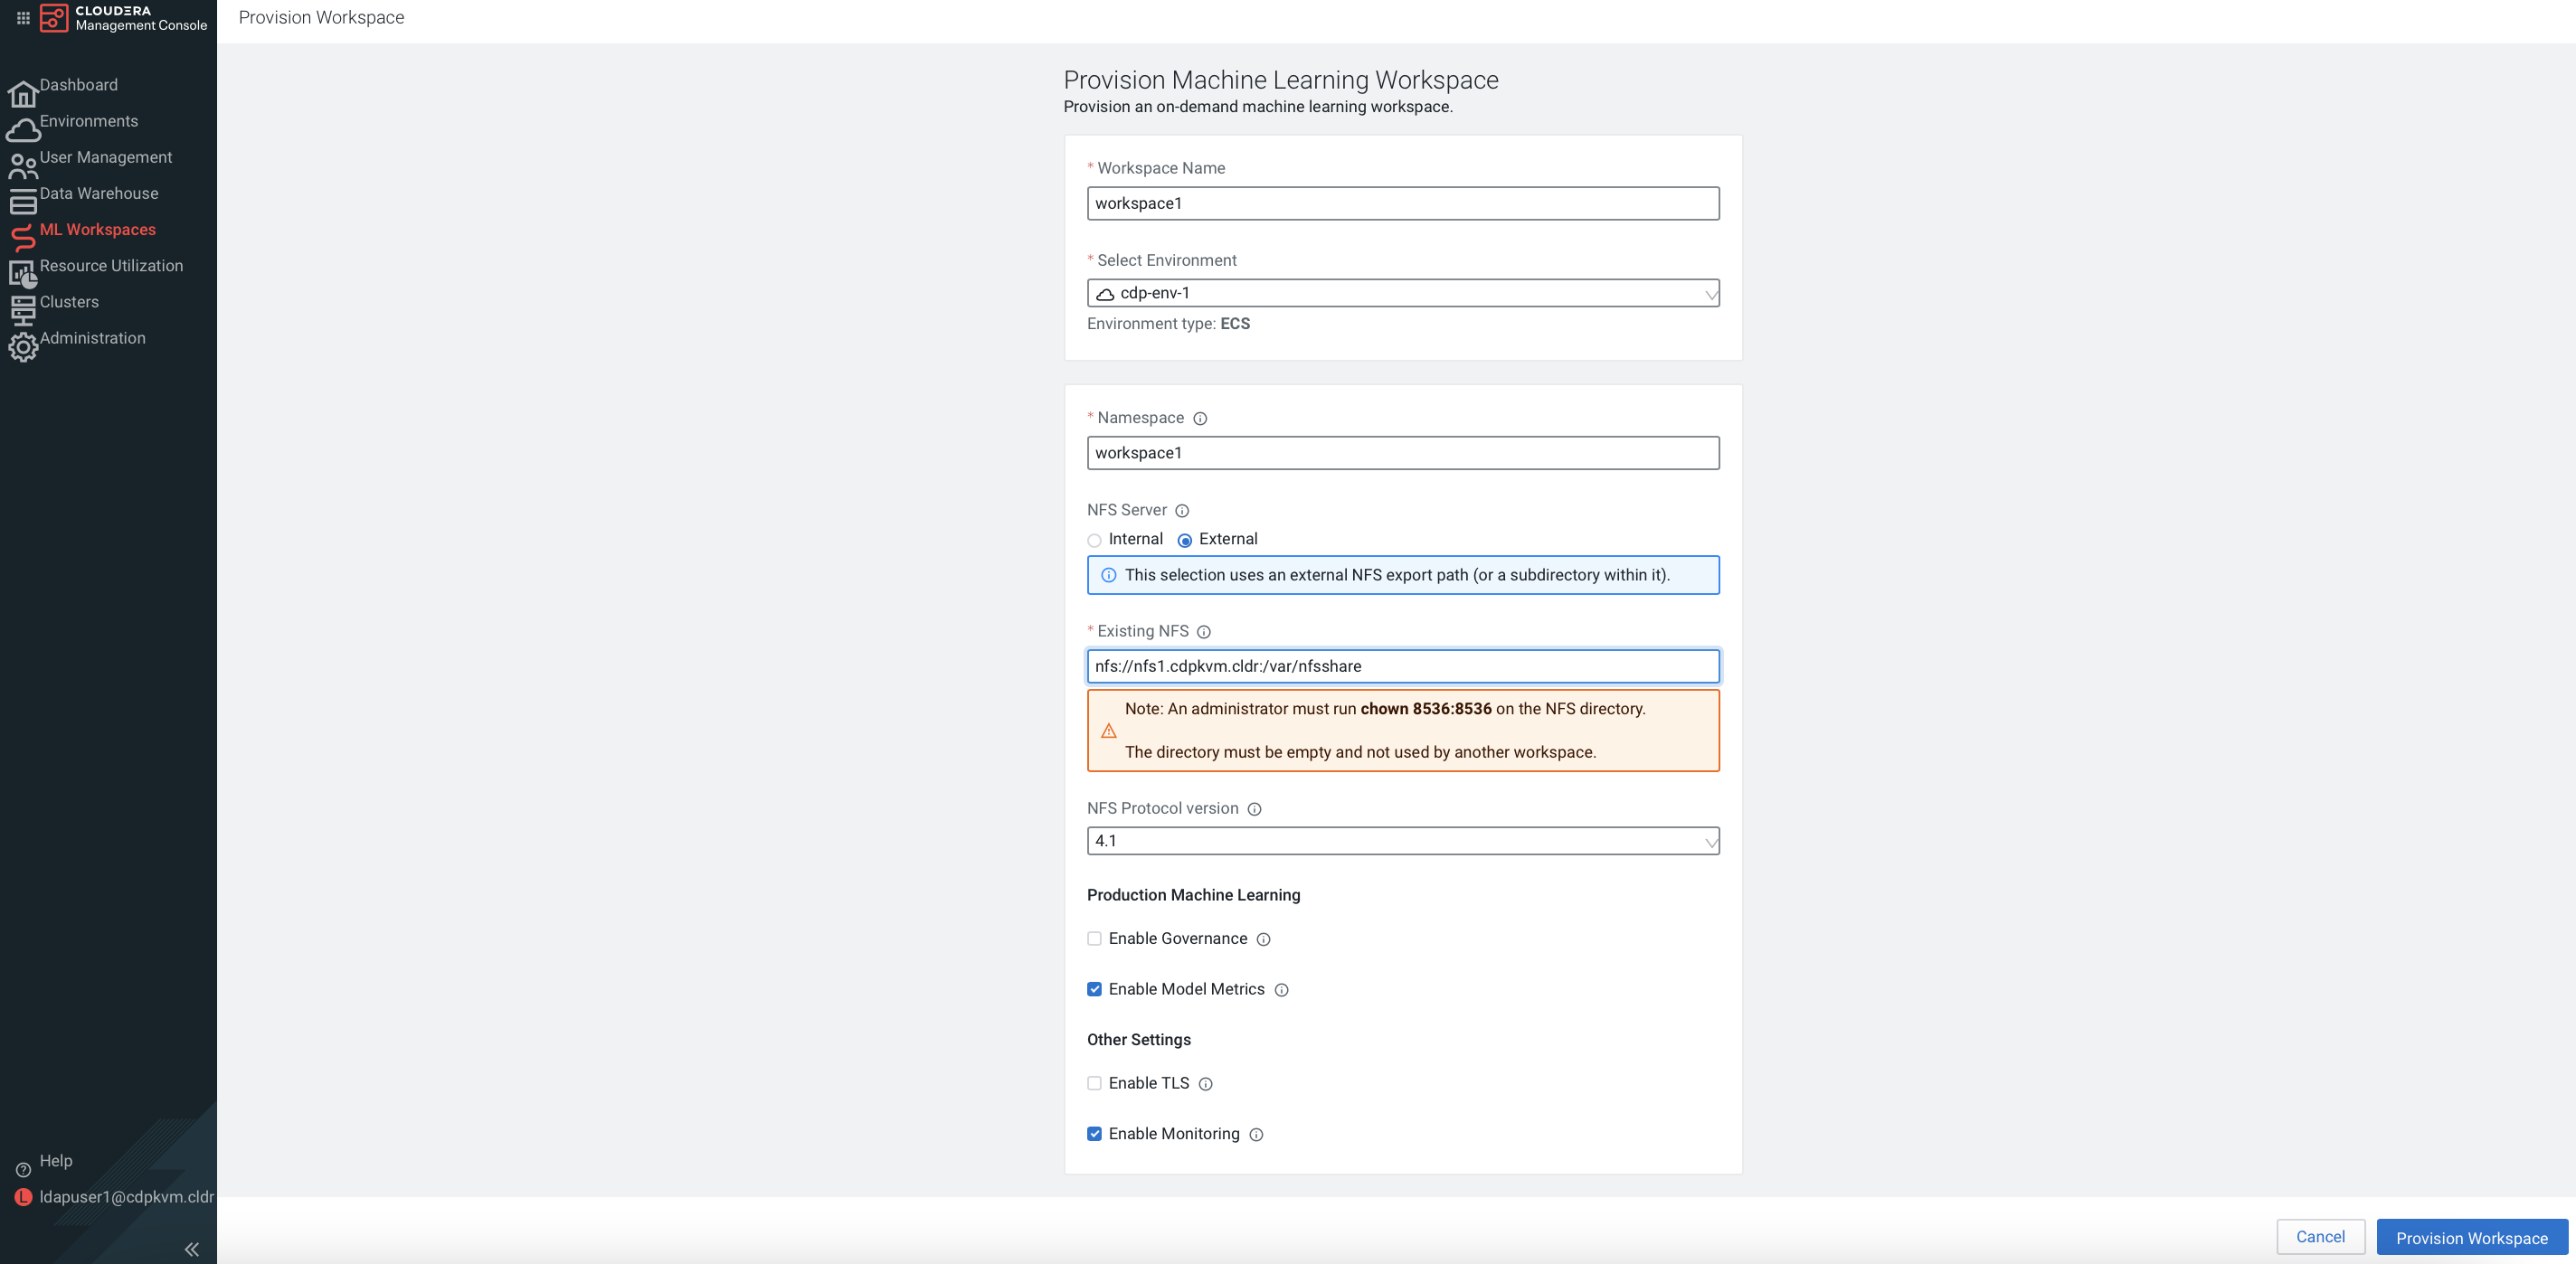 CLOUDERA
Management Console
Dashboard
Environments
User Management
Data Warehouse
ML Workspaces
Resource Utilization
Clusters
Administration
Help
L ldapuser1@cdpkvm.cldr
Provision Workspace
Provision Machine Learning Workspace
Provision an on-demand machine learning workspace.
* Workspace Name
workspace1
* Select Environment
cdp-env-1
Environment type: ECS
* Namespace
workspace1
NFS Server
Internal External
This selection uses an external NFS export path (or a subdirectory within it).
* Existing NFS
nfs://nfs1.cdpkvm.cldr:/var/nfsshare
Note: An administrator must run chown 8536:8536 on the NFS directory.
The directory must be empty and not used by another workspace.
NFS Protocol version
4.1
Production Machine Learning
Enable Governance
Enable Model Metrics
Other Settings
Enable TLS
Enable Monitoring
Cancel Provision Workspace